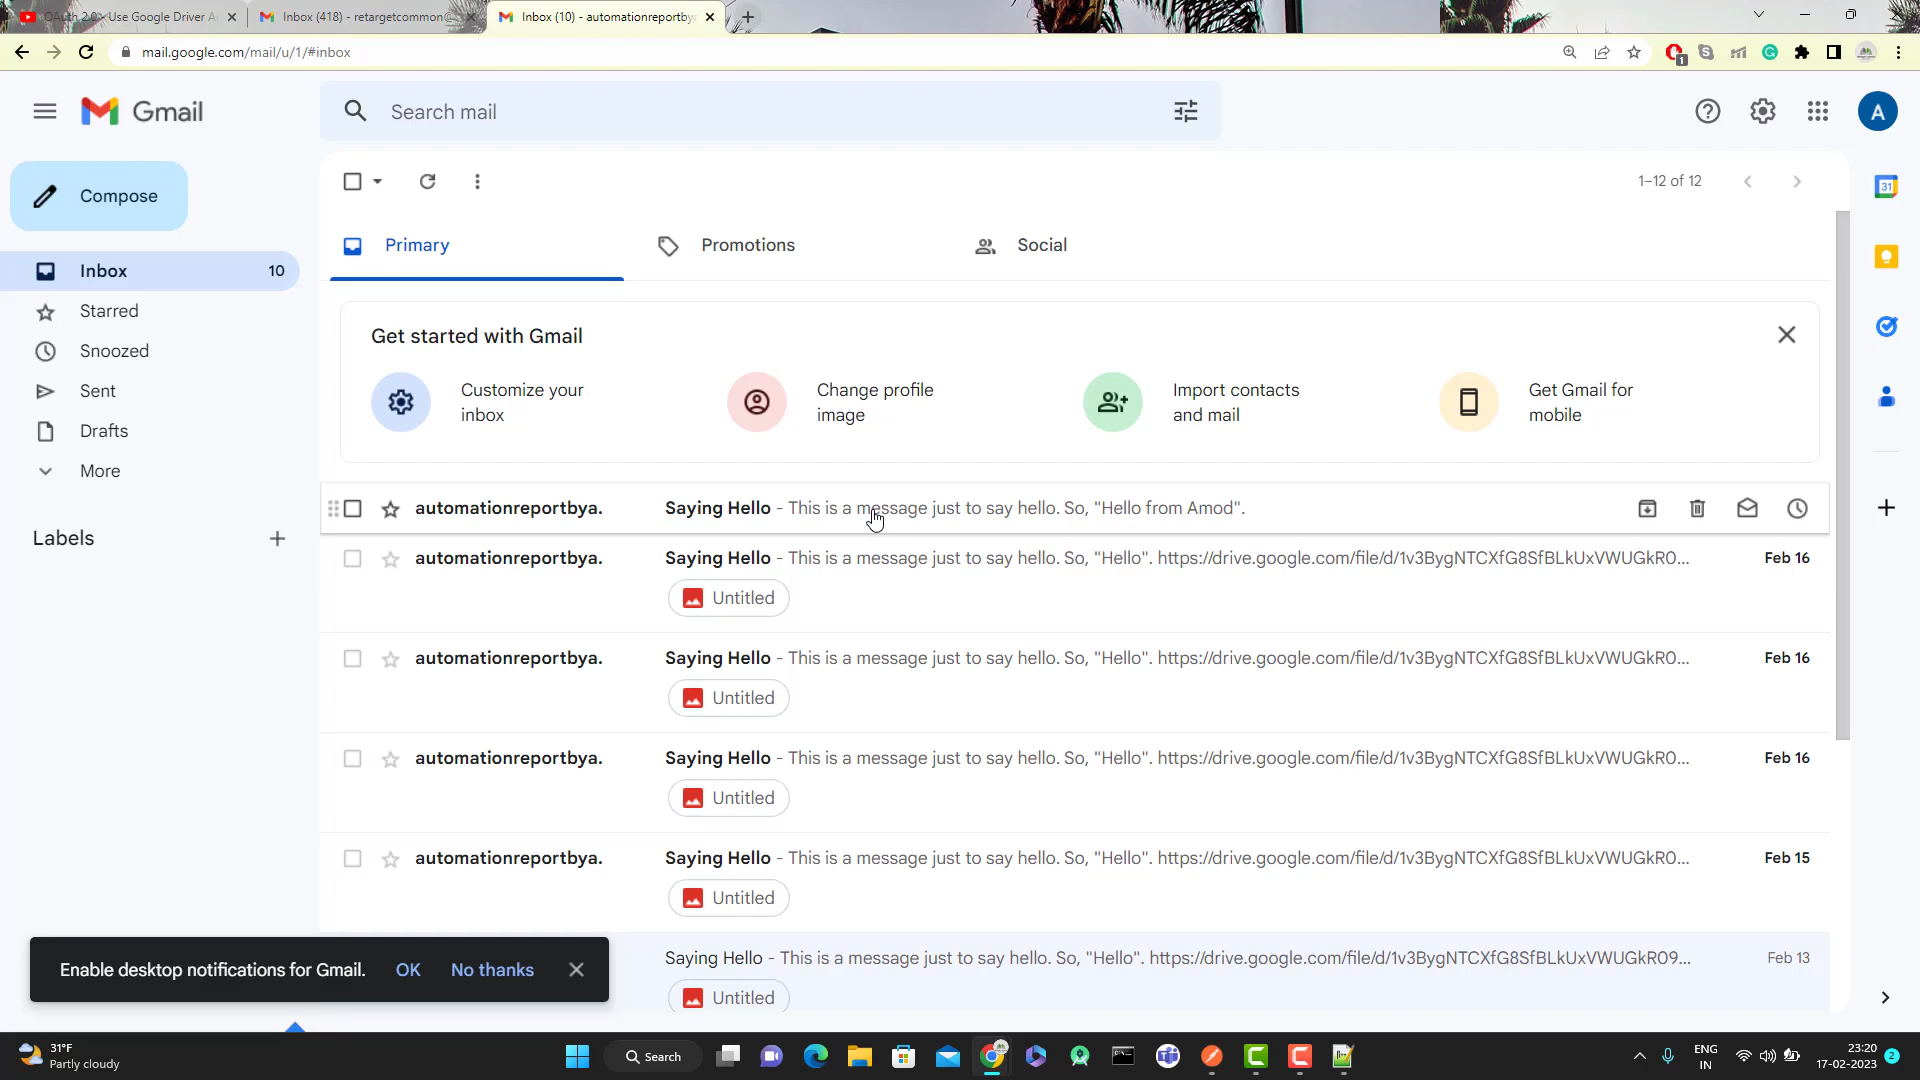 OAuth 2.0 > Use Google Driver A
Inbox (418) - retargetcommon@
Inbox (10) - automationreportby
mail.google.com/mail/u/1/#inbox
1
Gmail
Search mail
A
Compose
1–12 of 12
31
Primary
Promotions
Social
Inbox 10
Starred
Snoozed
Sent
Drafts
More
Labels
Get started with Gmail
Customize your
inbox
Change profile
image
Import contacts
and mail
Get Gmail for
mobile
automationreportbya. Saying Hello - This is a message just to say hello. So, "Hello from Amod".
automationreportbya. Saying Hello - This is a message just to say hello. So, "Hello". https://drive.google.com/file/d/1v3BygNTCXfG8SfBLkUxVWUGkR0... Feb 16
Untitled
automationreportbya. Saying Hello - This is a message just to say hello. So, "Hello". https://drive.google.com/file/d/1v3BygNTCXfG8SfBLkUxVWUGkR0... Feb 16
Untitled
automationreportbya. Saying Hello - This is a message just to say hello. So, "Hello". https://drive.google.com/file/d/1v3BygNTCXfG8SfBLkUxVWUGkR0... Feb 16
Untitled
automationreportbya. Saying Hello - This is a message just to say hello. So, "Hello". https://drive.google.com/file/d/1v3BygNTCXfG8SfBLkUxVWUGkR0... Feb 15
Untitled
Saying Hello - This is a message just to say hello. So, "Hello". https://drive.google.com/file/d/1v3BygNTCXfG8SfBLkUxVWUGkR09... Feb 13
Untitled
Enable desktop notifications for Gmail. OK No thanks
31°F
Partly cloudy
Search
ENG
IN
23:20
17-02-2023
2